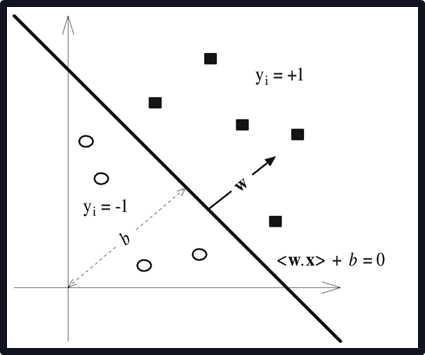 yᵢ = +1
w
yᵢ = -1
b
<w.x> + b = 0